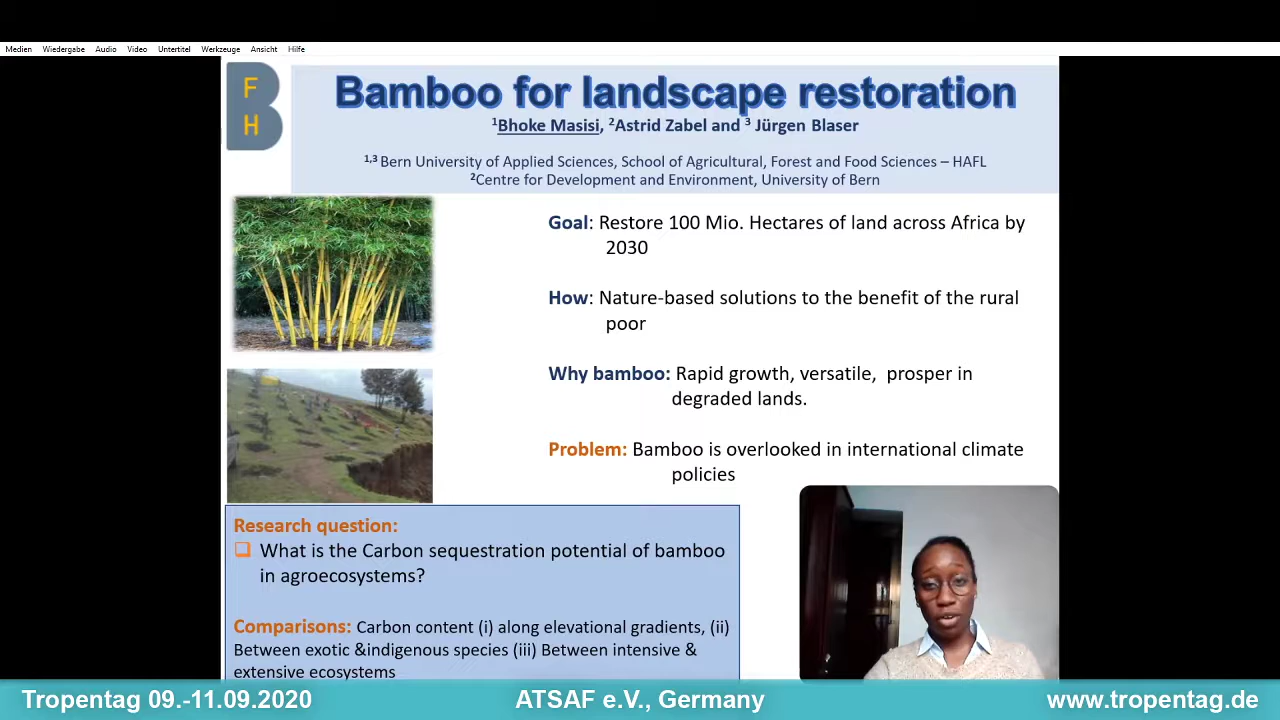 Medien Wiedergabe Audio Video Untertitel Werkzeuge Ansicht Hilfe
F
H
Bamboo for landscape restoration
¹Bhoke Masisi, ²Astrid Zabel and ³ Jürgen Blaser
¹,³ Bern University of Applied Sciences, School of Agricultural, Forest and Food Sciences – HAFL
²Centre for Development and Environment, University of Bern
Goal: Restore 100 Mio. Hectares of land across Africa by
2030
How: Nature-based solutions to the benefit of the rural
poor
Why bamboo: Rapid growth, versatile, prosper in
degraded lands.
Problem: Bamboo is overlooked in international climate
policies
Research question:
❑ What is the Carbon sequestration potential of bamboo
in agroecosystems?
Comparisons: Carbon content (i) along elevational gradients, (ii)
Between exotic &indigenous species (iii) Between intensive &
extensive ecosystems
Tropentag 09.-11.09.2020 ATSAF e.V., Germany www.tropentag.de